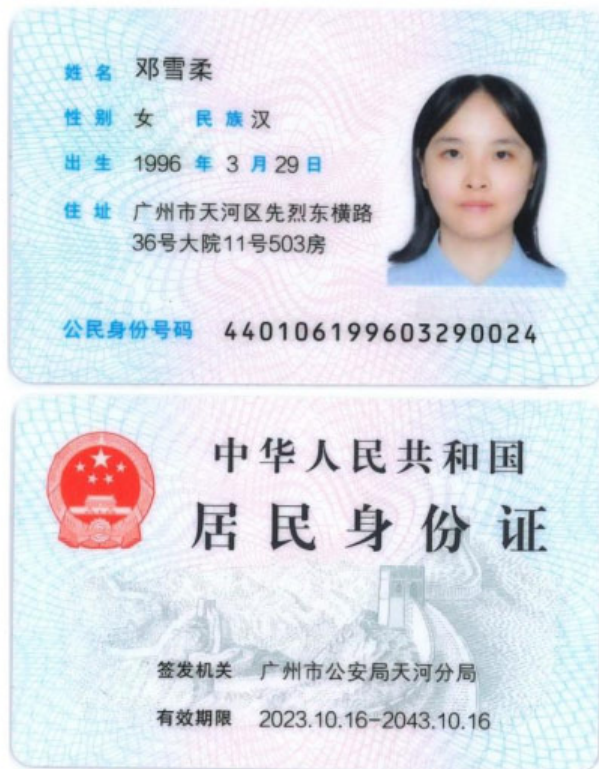 姓名 邓雪柔
性别 女 民族 汉
出生 1996 年 3 月 29 日
住址 广州市天河区先烈东横路
36号大院11号503房
公民身份号码 440106199603290024
中华人民共和国
居民身份证
签发机关 广州市公安局天河分局
有效期限 2023.10.16-2043.10.16